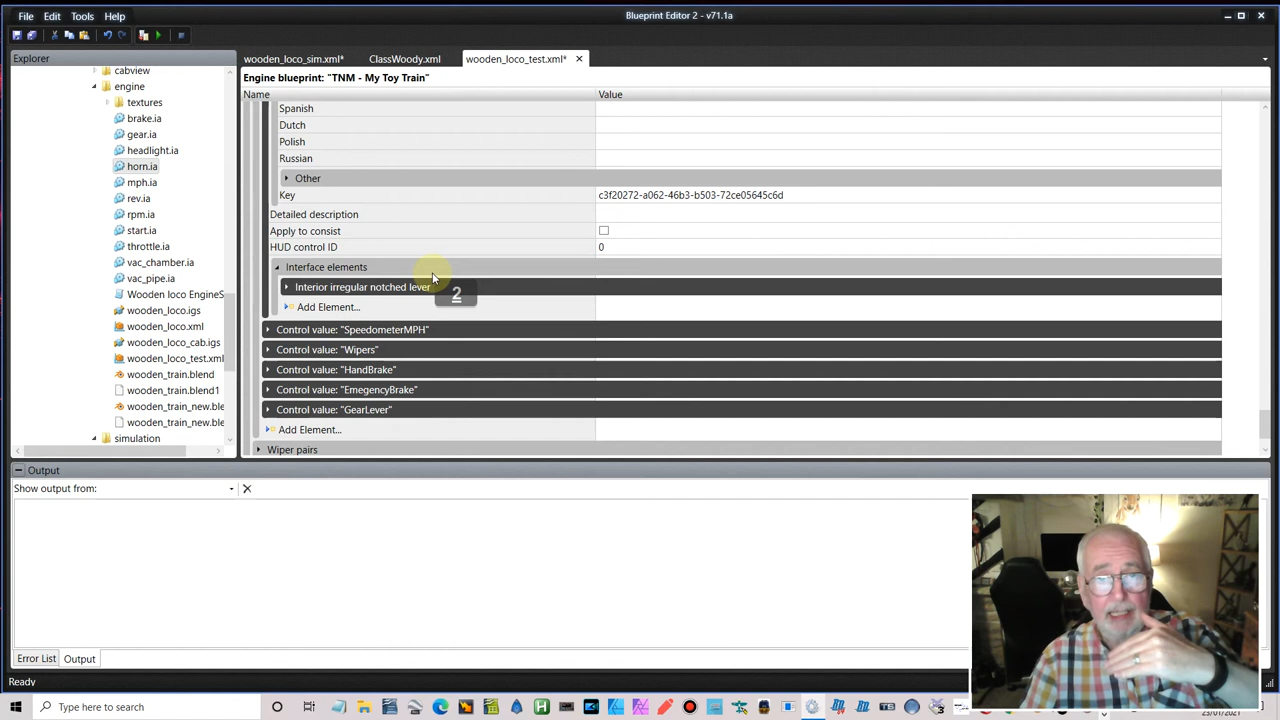 File Edit Tools Help
Blueprint Editor 2 - v71.1a
Explorer
wooden_loco_sim.xml*
ClassWoody.xml
wooden_loco_test.xml*
Engine blueprint: "TNM - My Toy Train"
Name
Value
cabview
engine
textures
brake.ia
gear.ia
headlight.ia
horn.ia
mph.ia
rev.ia
rpm.ia
start.ia
throttle.ia
vac_chamber.ia
vac_pipe.ia
Wooden loco EngineS
wooden_loco.igs
wooden_loco.xml
wooden_loco_cab.igs
wooden_loco_test.xml
wooden_train.blend
wooden_train.blend1
wooden_train_new.ble
wooden_train_new.ble
simulation
Spanish
Dutch
Polish
Russian
Other
Key
c3f20272-a062-46b3-b503-72ce05645c6d
Detailed description
Apply to consist
HUD control ID
0
Interface elements
Interior irregular notched lever
2
Add Element...
Control value: "SpeedometerMPH"
Control value: "Wipers"
Control value: "HandBrake"
Control value: "EmegencyBrake"
Control value: "GearLever"
Add Element...
Wiper pairs
Output
Show output from:
Error List
Output
Ready
Type here to search
23/01/2021